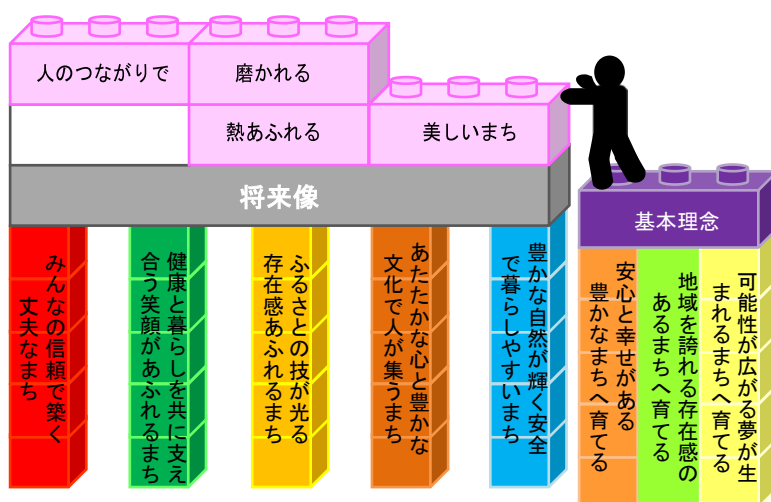 人のつながりで
磨かれる
熱あふれる
美しいまち
将来像
基本理念
みんなの信頼で築く
丈夫なまち
健康と暮らしを共に支え
合う笑顔があふれるまち
ふるさとの技が光る
存在感あふれるまち
あたたかな心と豊かな
文化で人が集うまち
豊かな自然が輝く安全
で暮らしやすいまち
安心と幸せがある
豊かなまちへ育てる
地域を誇れる存在感の
あるまちへ育てる
可能性が広がる夢が生
まれるまちへ育てる